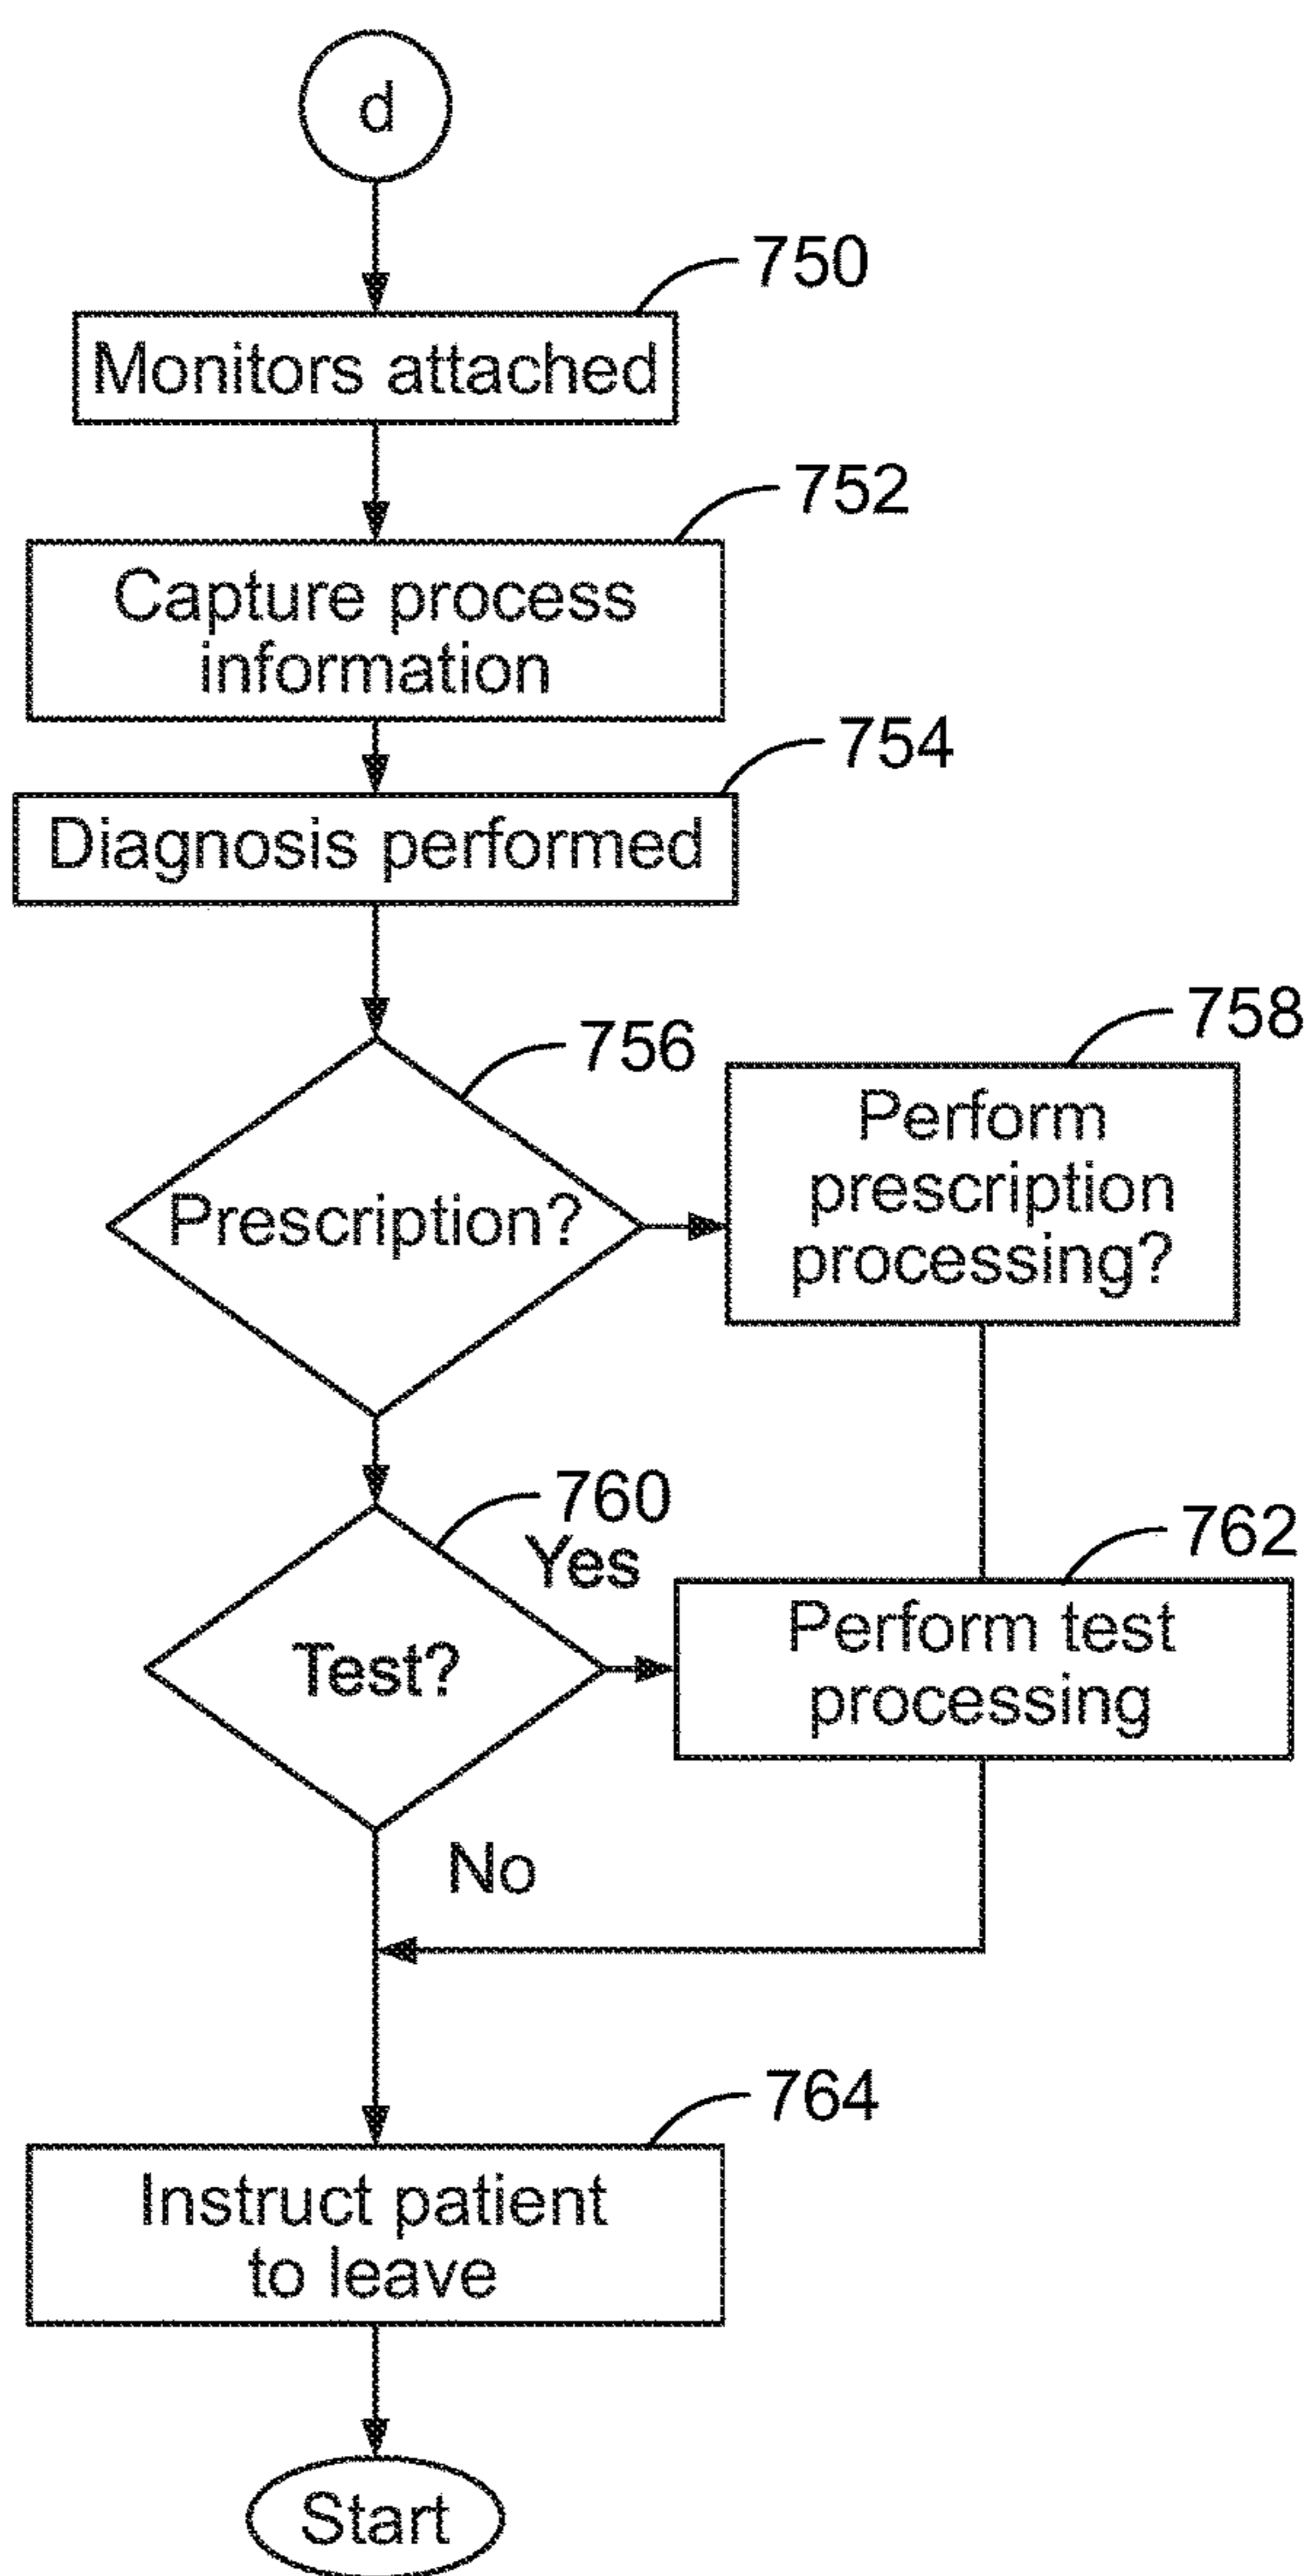 d
750
Monitors attached
752
Capture process
information
754
Diagnosis performed
756
Prescription?
758
Perform
prescription
processing?
760
Yes
Test?
762
Perform test
processing
No
764
Instruct patient
to leave
Start